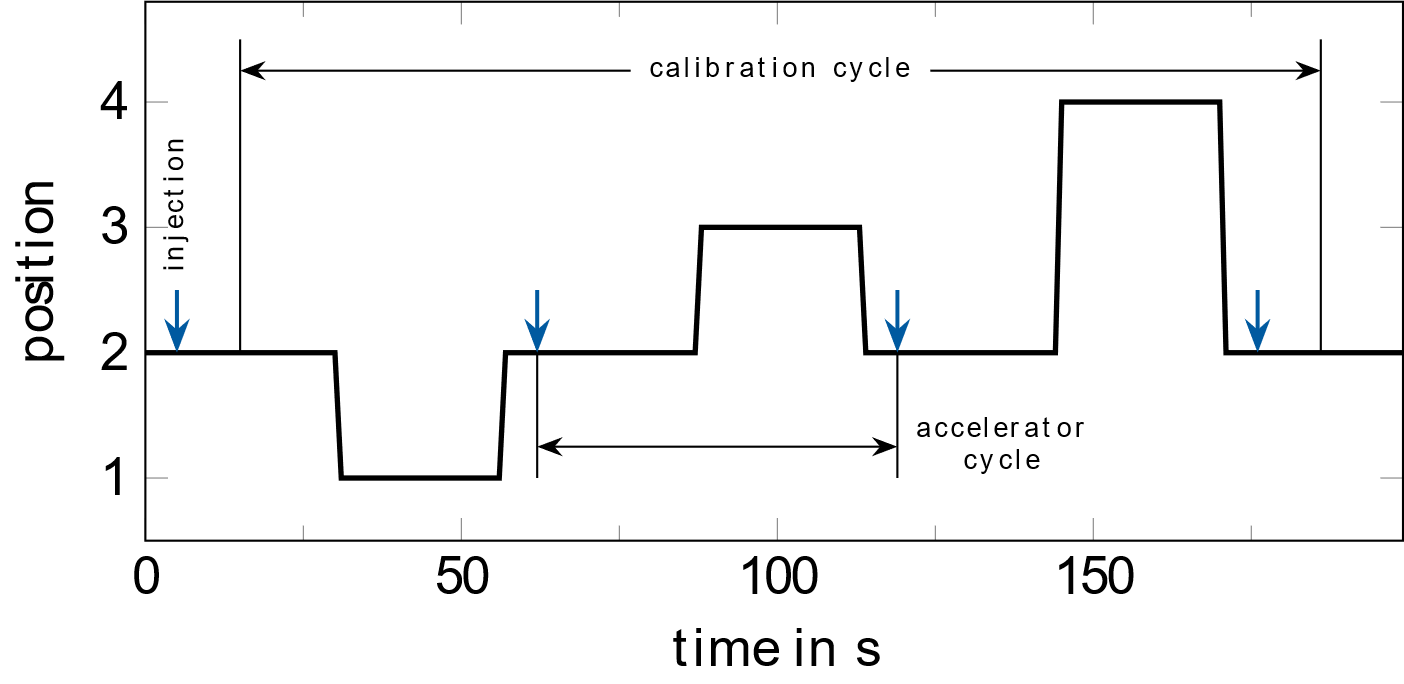 calibration cycle
4
injection
3
position
2
accelerator
cycle
1
0
50
100
150
time in s